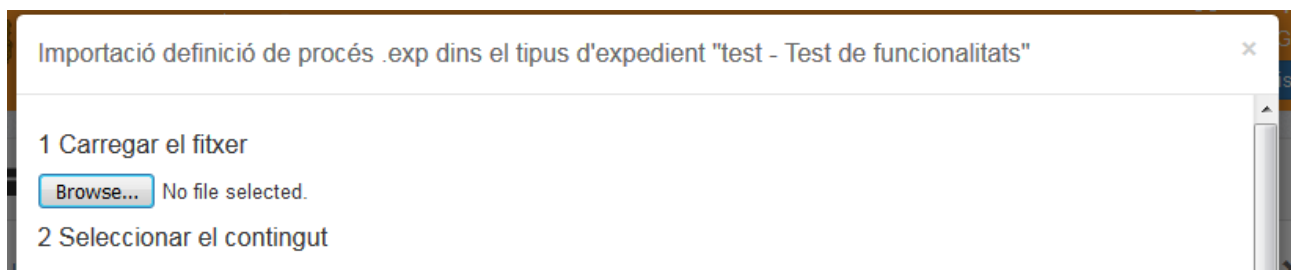 Importació definició de procés .exp dins el tipus d'expedient "test - Test de funcionalitats"
1 Carregar el fitxer
Browse... No file selected.
2 Seleccionar el contingut